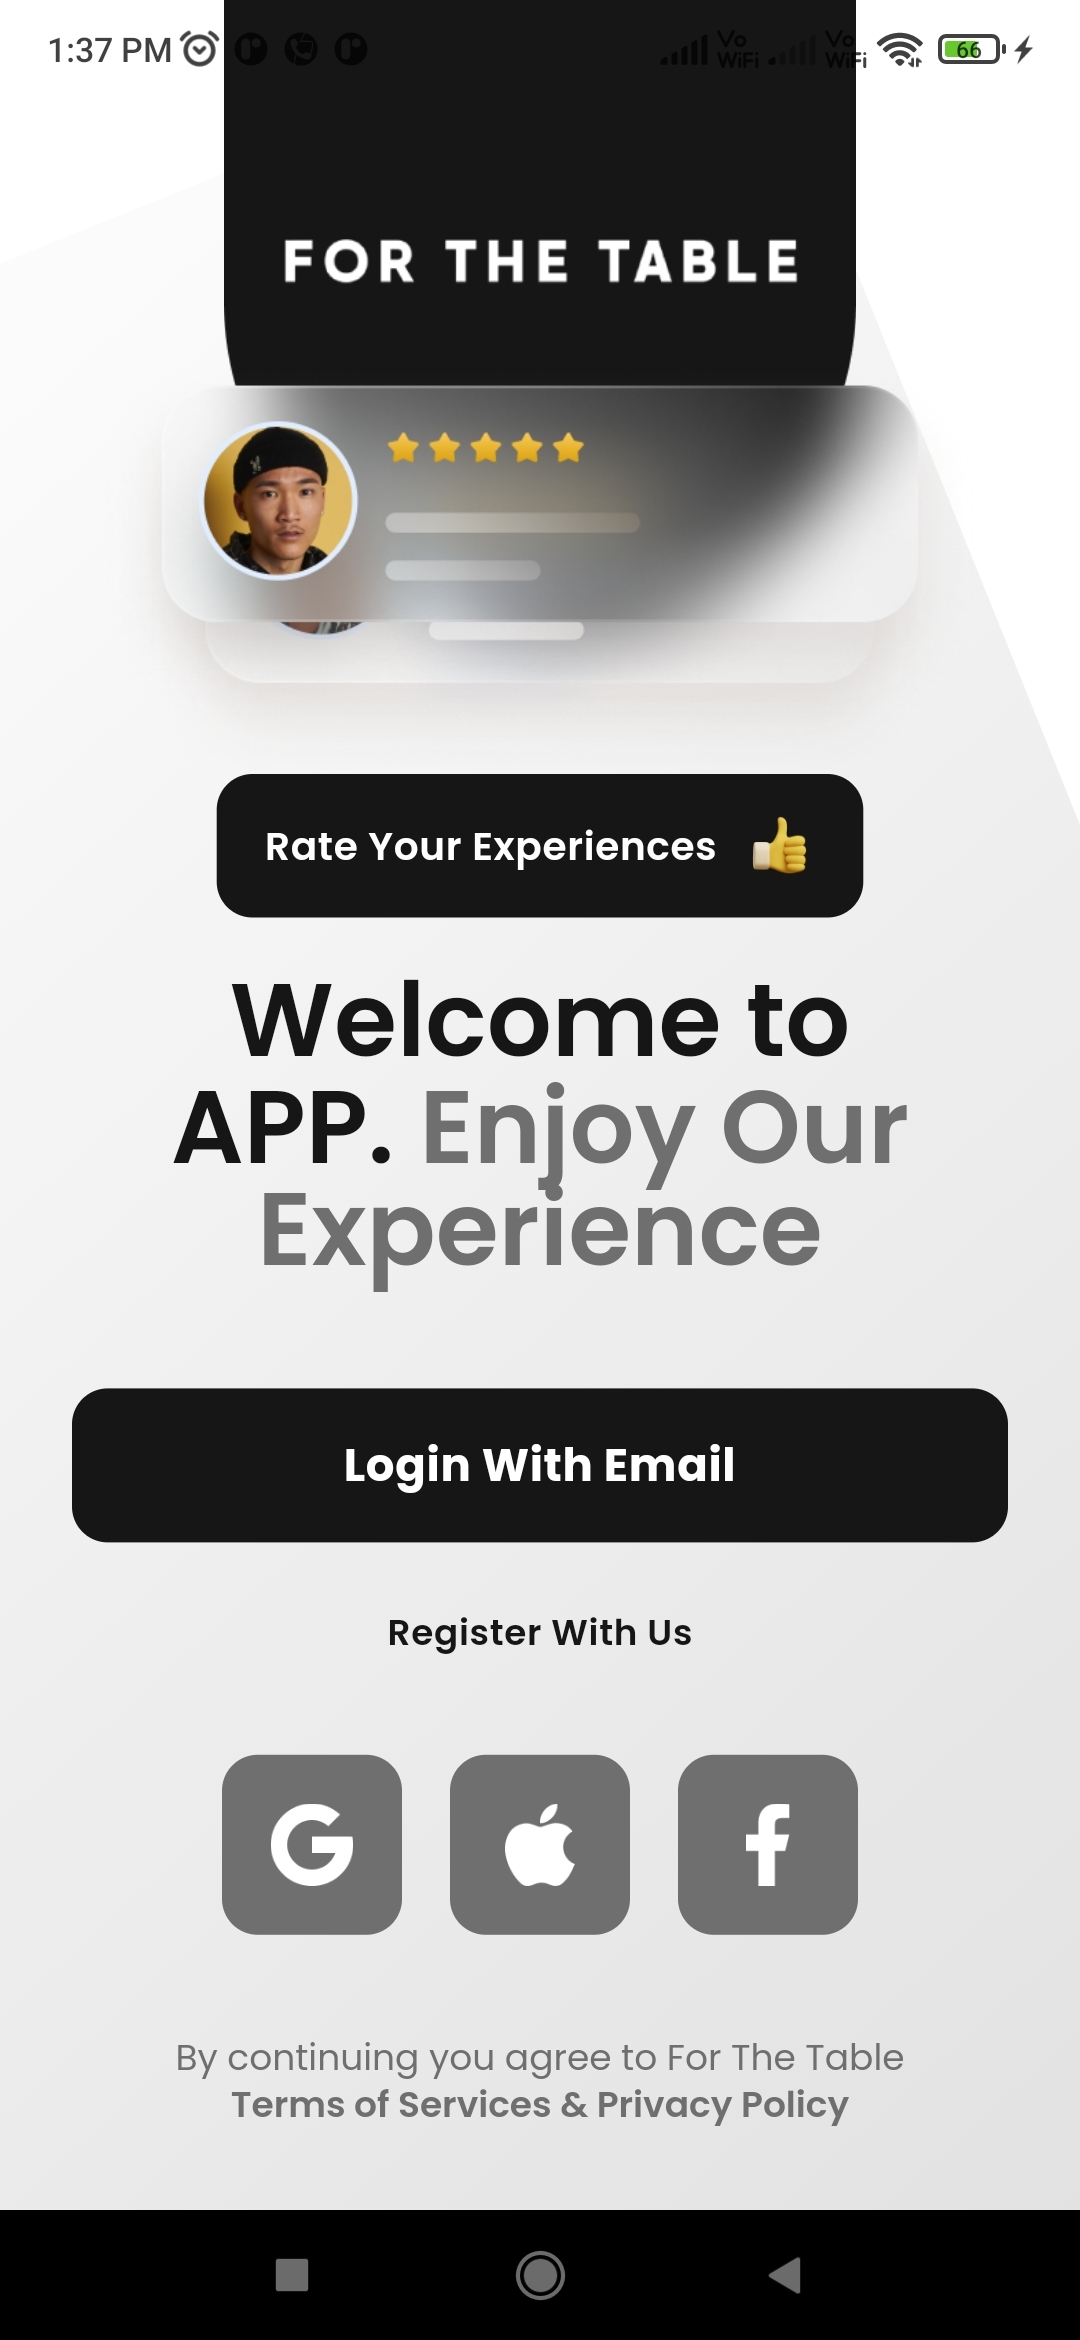 1:37 PM
Vo WiFi
Vo WiFi
66
FOR THE TABLE
Rate Your Experiences
Welcome to
APP. Enjoy Our
Experience
Login With Email
Register With Us
By continuing you agree to For The Table
Terms of Services & Privacy Policy